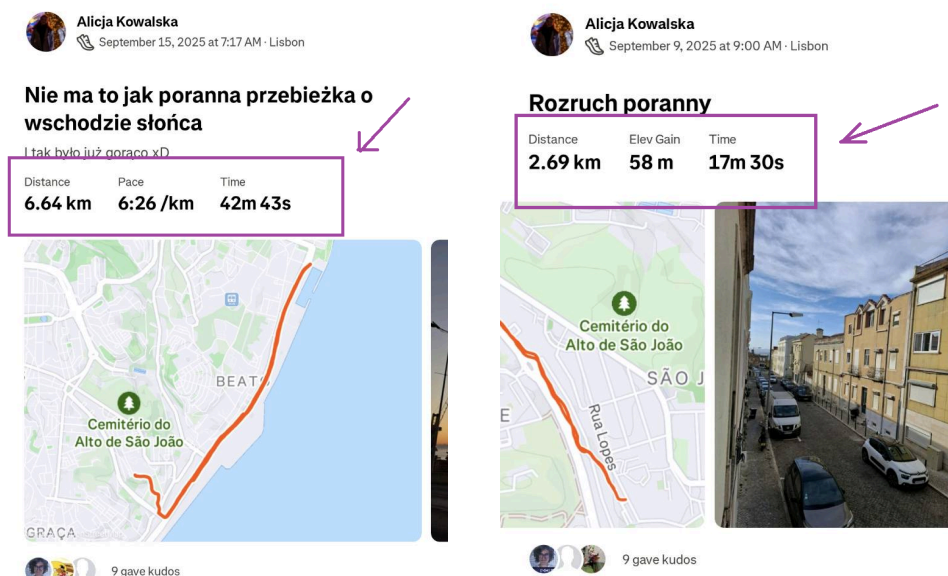 Alicja Kowalska
September 15, 2025 at 7:17 AM · Lisbon
Nie ma to jak poranna przebieżka o
wschodzie słońca
I tak było już gorąco xD
Distance Pace Time
6.64 km 6:26 /km 42m 43s
BEATO
Cemitério do
Alto de São João
GRAÇA
9 gave kudos
Alicja Kowalska
September 9, 2025 at 9:00 AM · Lisbon
Rozruch poranny
Distance Elev Gain Time
2.69 km 58 m 17m 30s
Cemitério do
Alto de São João
SÃO J
E
Rua Lopes
9 gave kudos